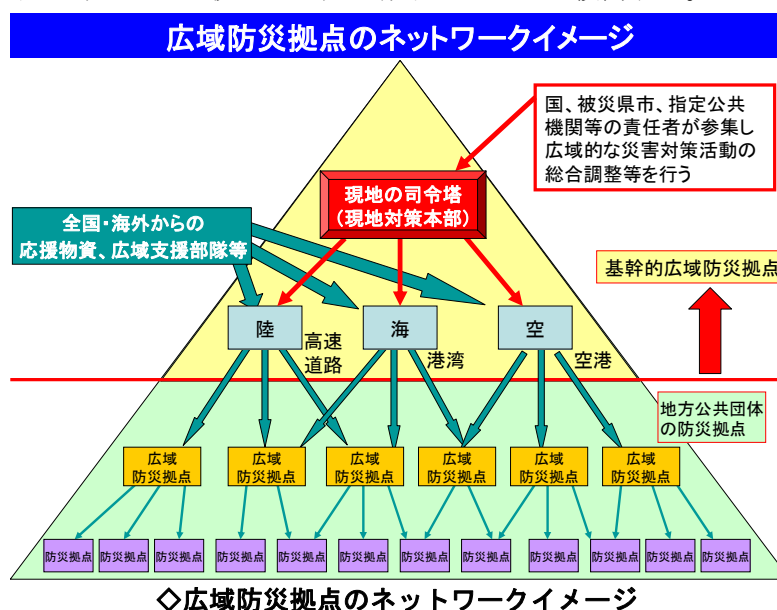 広域防災拠点のネットワークイメージ
国、被災県市、指定公共
機関等の責任者が参集し
広域的な災害対策活動の
総合調整等を行う
現地の司令塔
（現地対策本部）
全国・海外からの
応援物資、広域支援部隊等
基幹的広域防災拠点
陸
海
空
高速
道路
港湾
空港
地方公共団体
の防災拠点
広域
防災拠点
広域
防災拠点
広域
防災拠点
広域
防災拠点
広域
防災拠点
広域
防災拠点
防災拠点
防災拠点
防災拠点
防災拠点
防災拠点
防災拠点
防災拠点
防災拠点
防災拠点
防災拠点
防災拠点
防災拠点
◇広域防災拠点のネットワークイメージ